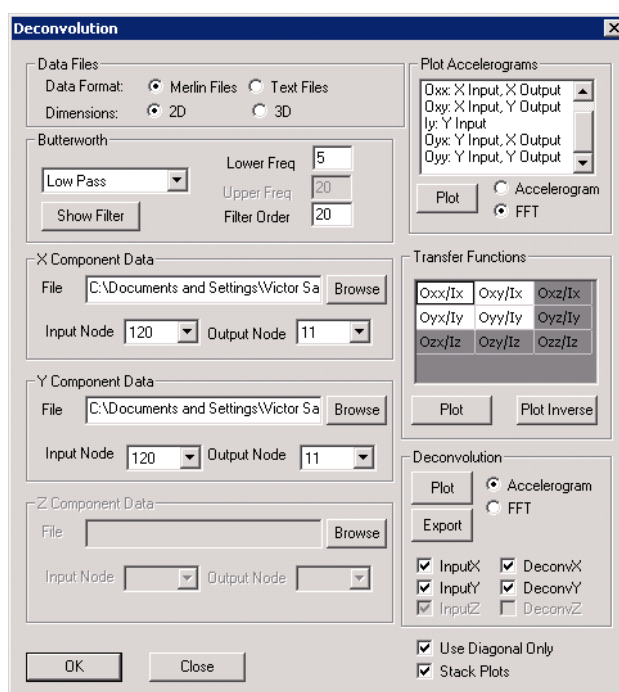 Deconvolution
Data Files
Data Format: Merlin Files Text Files
Dimensions: 2D 3D
Butterworth
Low Pass
Lower Freq 5
Upper Freq 20
Show Filter
Filter Order 20
X Component Data
File C:\Documents and Settings\Victor Sa Browse
Input Node 120 Output Node 11
Y Component Data
File C:\Documents and Settings\Victor Sa Browse
Input Node 120 Output Node 11
Z Component Data
File Browse
Input Node Output Node
OK Close
Plot Accelerograms
Oxx: X Input, X Output
Oxy: X Input, Y Output
Iy: Y Input
Oyx: Y Input, X Output
Oyy: Y Input, Y Output
Plot Accelerogram
FFT
Transfer Functions
Oxx/Ix Oxy/Ix Oxz/Ix
Oyx/Iy Oyy/Iy Oyz/Iy
Ozx/Iz Ozy/Iz Ozz/Iz
Plot Plot Inverse
Deconvolution
Plot Accelerogram
FFT
Export
InputX DeconvX
InputY DeconvY
InputZ DeconvZ
Use Diagonal Only
Stack Plots